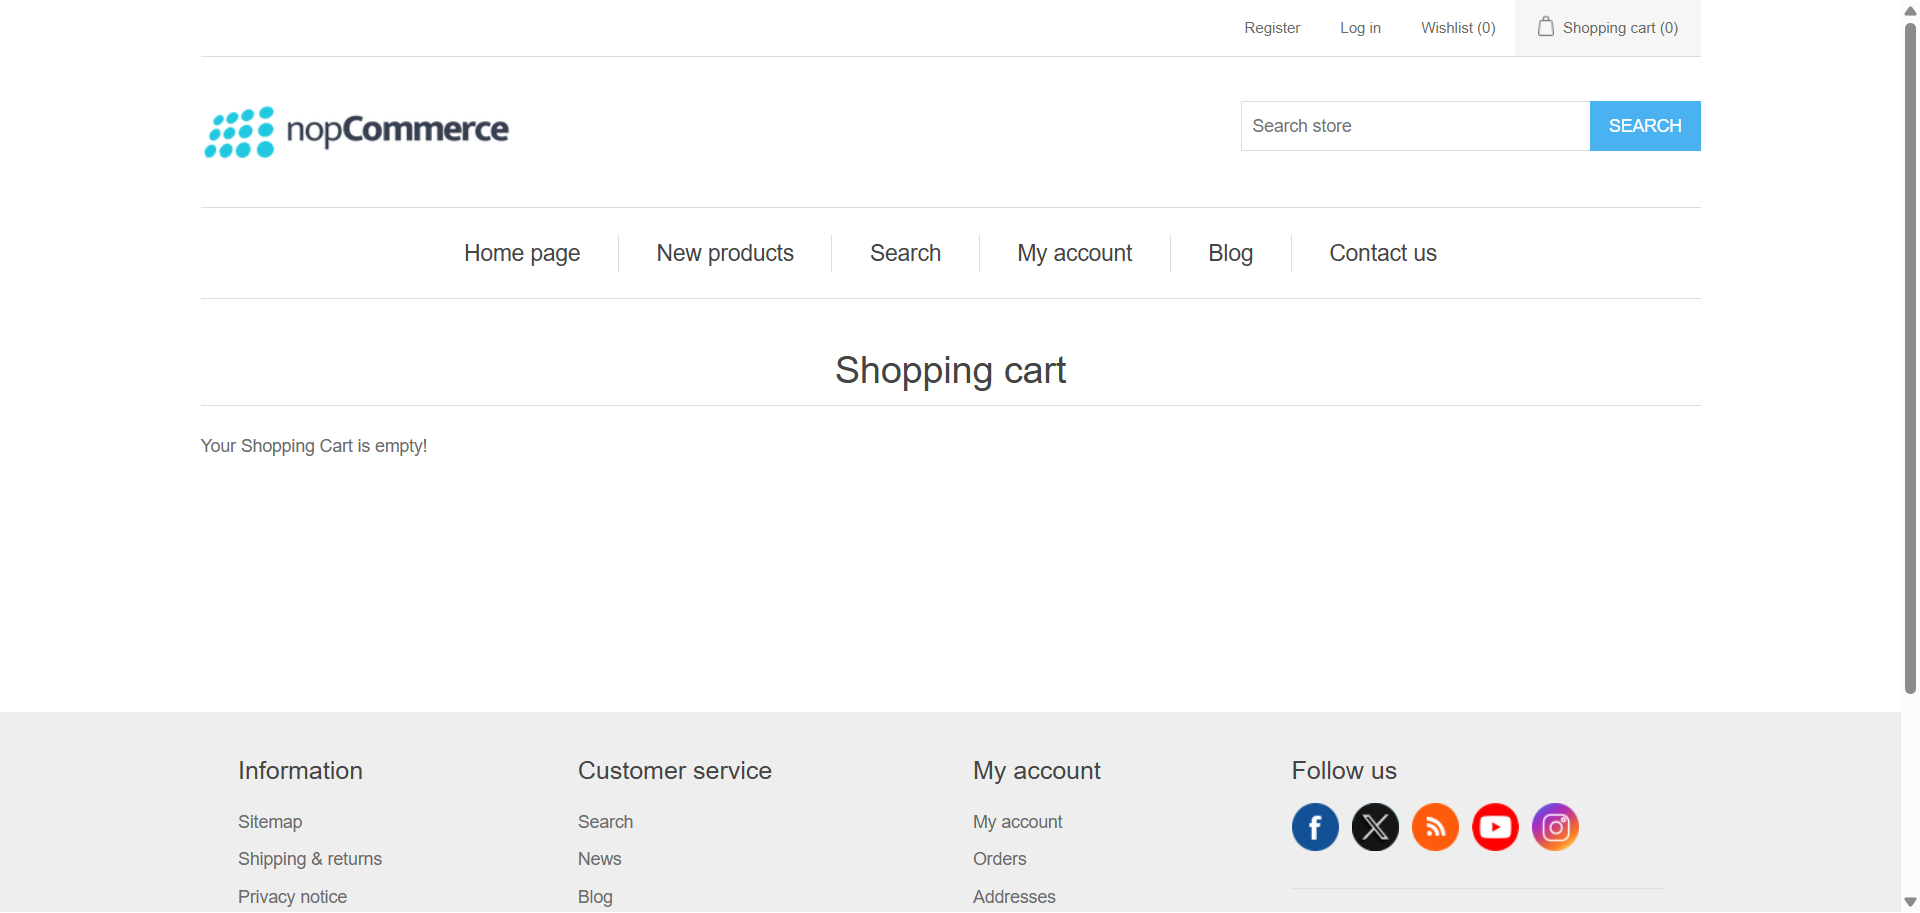 Register Log in Wishlist (0) Shopping cart (0)
nopCommerce
Search store SEARCH
Home page New products Search My account Blog Contact us
Shopping cart
Your Shopping Cart is empty!
Information Customer service My account Follow us
Sitemap Search My account
Shipping & returns News Orders
Privacy notice Blog Addresses